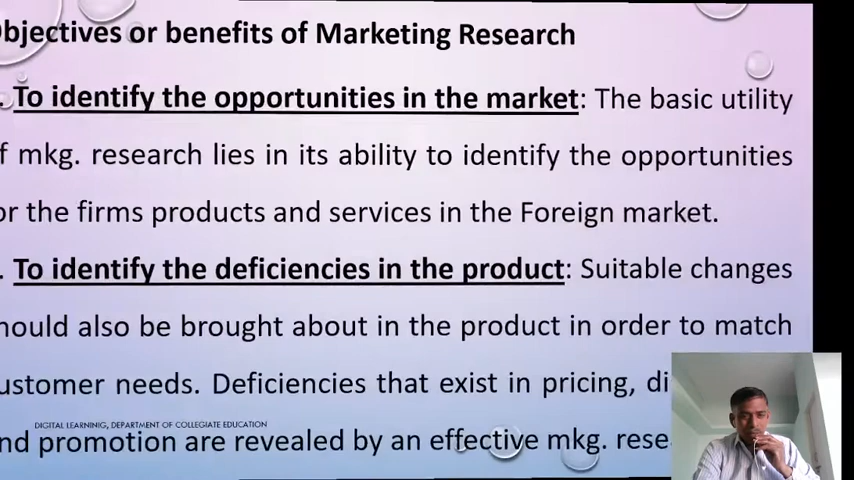 bjectives or benefits of Marketing Research
. To identify the opportunities in the market: The basic utility
f mkg. research lies in its ability to identify the opportunities
or the firms products and services in the Foreign market.
. To identify the deficiencies in the product: Suitable changes
hould also be brought about in the product in order to match
ustomer needs. Deficiencies that exist in pricing, di
DIGITAL LEARNINIG, DEPARTMENT OF COLLEGIATE EDUCATION
nd promotion are revealed by an effective mkg. rese